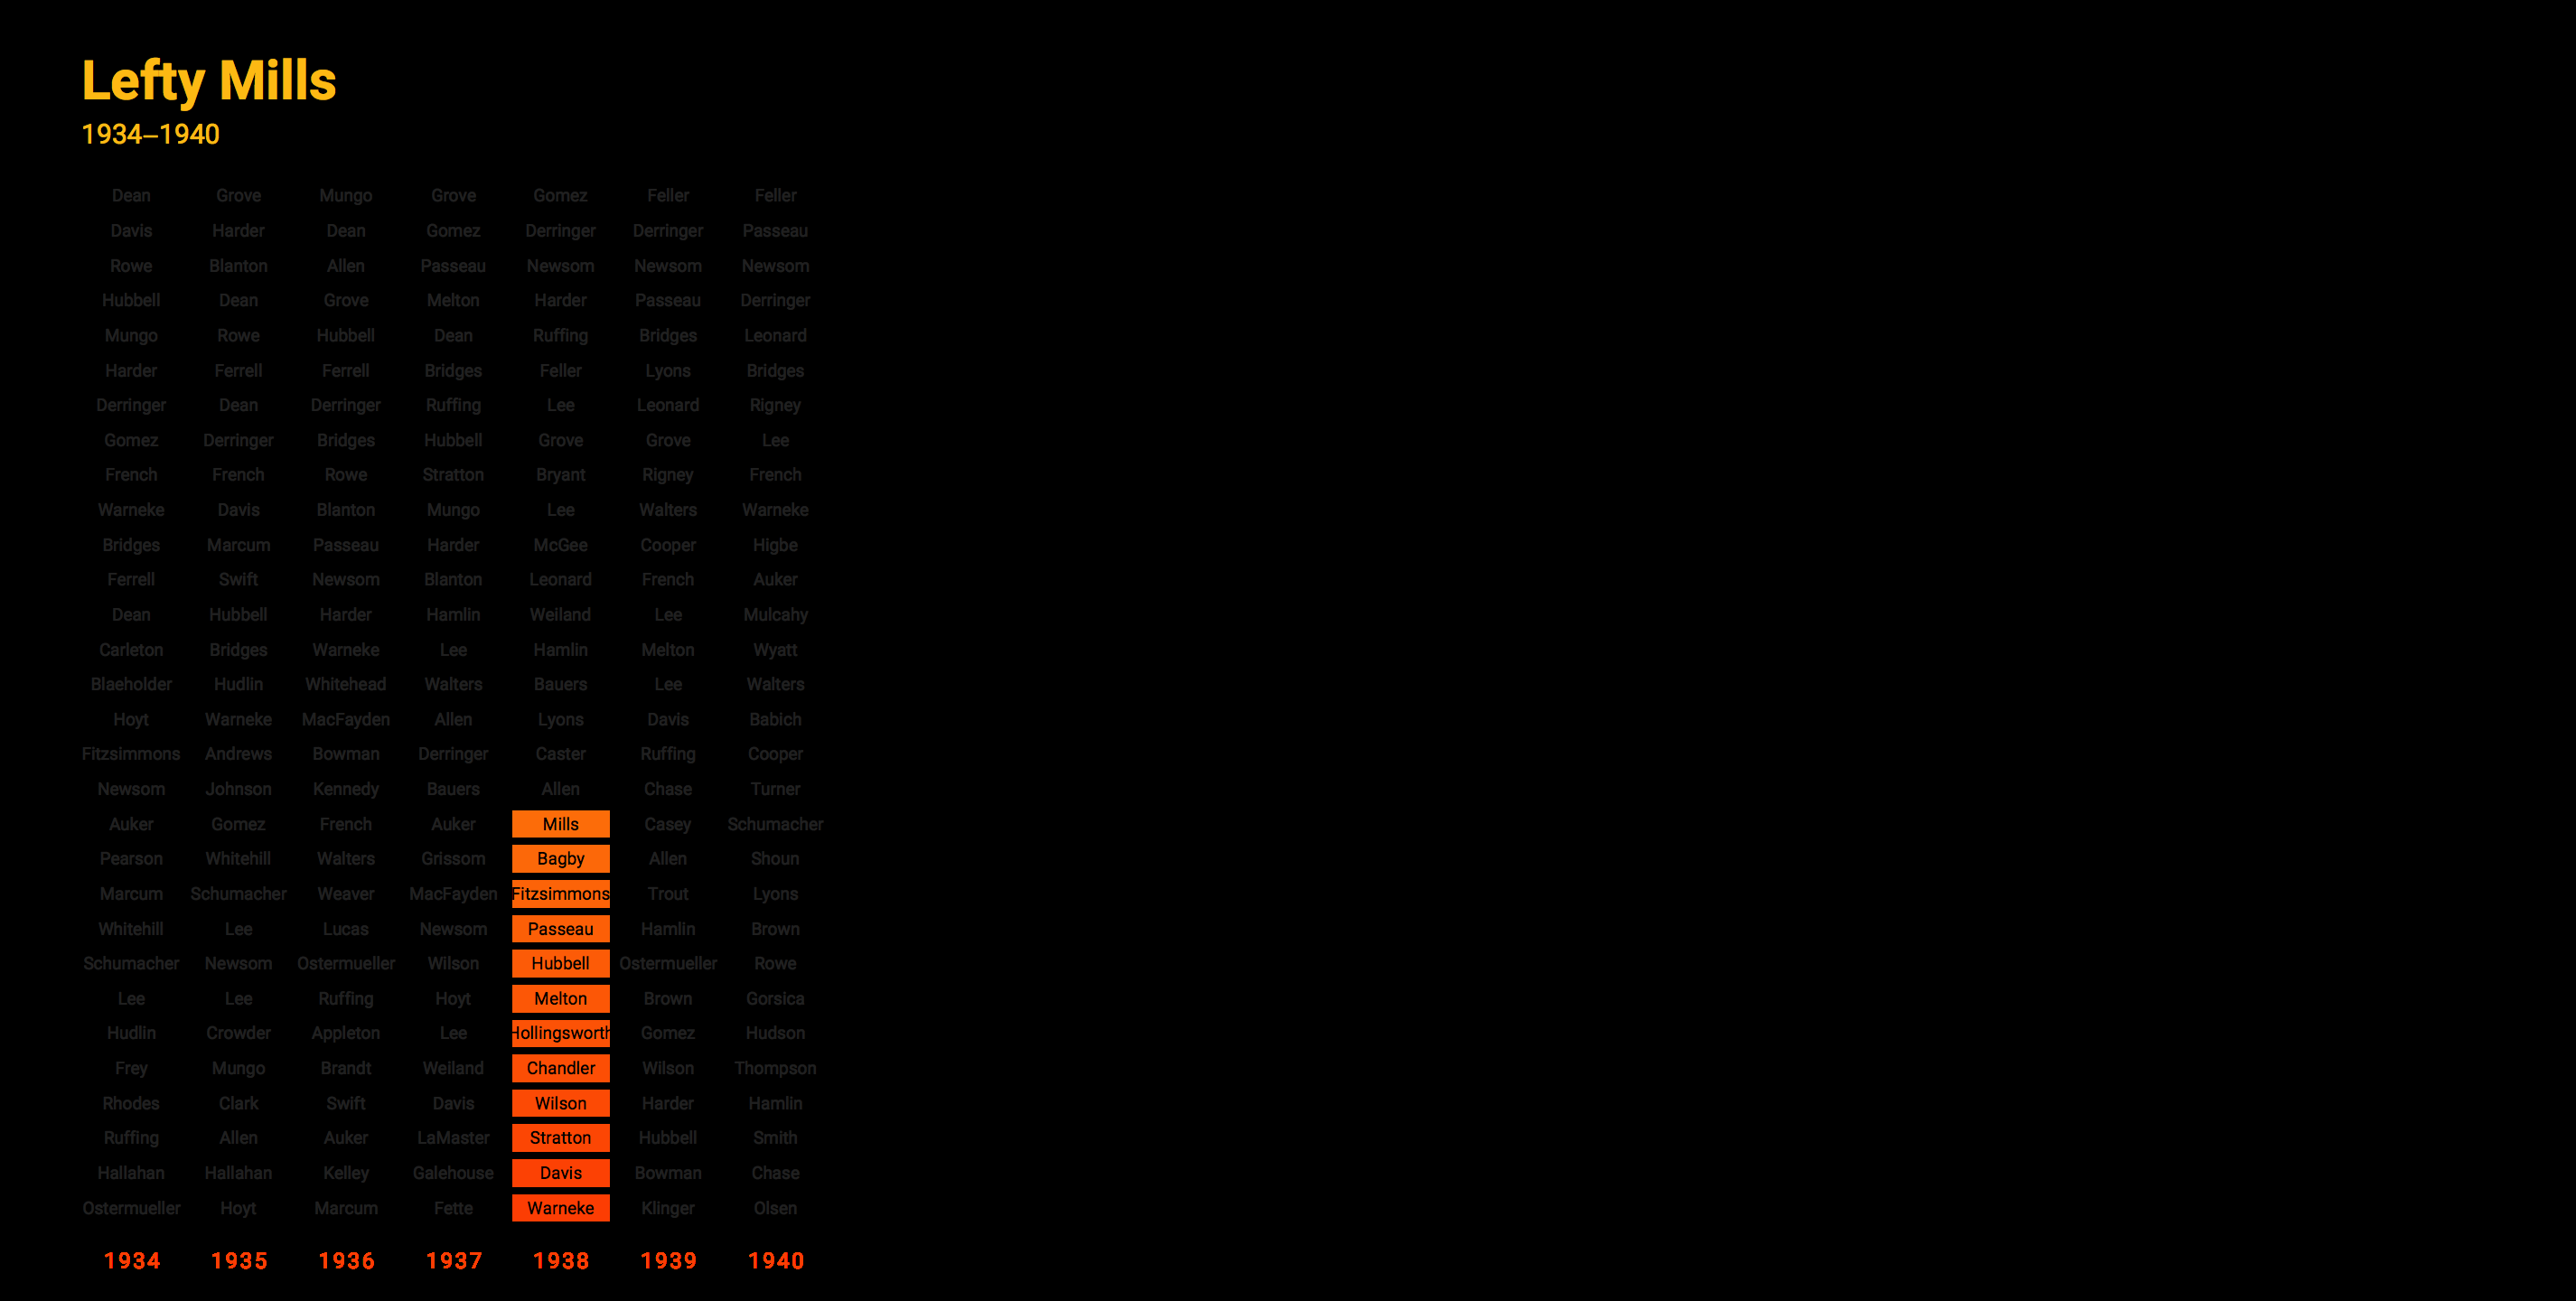 Lefty Mills
1934–1940
Dean Grove Mungo Grove Gomez Feller Feller
Davis Harder Dean Gomez Derringer Derringer Passeau
Rowe Blanton Allen Passeau Newsom Newsom Newsom
Hubbell Dean Grove Melton Harder Passeau Derringer
Mungo Rowe Hubbell Dean Ruffing Bridges Leonard
Harder Ferrell Ferrell Bridges Feller Lyons Bridges
Derringer Dean Derringer Ruffing Lee Leonard Rigney
Gomez Derringer Bridges Hubbell Grove Grove Lee
French French Rowe Stratton Bryant Rigney French
Warneke Davis Blanton Mungo Lee Walters Warneke
Bridges Marcum Passeau Harder McGee Cooper Higbe
Ferrell Swift Newsom Blanton Leonard French Auker
Dean Hubbell Harder Hamlin Weiland Lee Mulcahy
Carleton Bridges Warneke Lee Hamlin Melton Wyatt
Blaeholder Hudlin Whitehead Walters Bauers Lee Walters
Hoyt Warneke MacFayden Allen Lyons Davis Babich
Fitzsimmons Andrews Bowman Derringer Caster Ruffing Cooper
Newsom Johnson Kennedy Bauers Allen Chase Turner
Auker Gomez French Auker Mills Casey Schumacher
Pearson Whitehill Walters Grissom Bagby Allen Shoun
Marcum Schumacher Weaver MacFayden Fitzsimmons Trout Lyons
Whitehill Lee Lucas Newsom Passeau Hamlin Brown
Schumacher Newsom Ostermueller Wilson Hubbell Ostermueller Rowe
Lee Lee Ruffing Hoyt Melton Brown Gorsica
Hudlin Crowder Appleton Lee Hollingsworth Gomez Hudson
Frey Mungo Brandt Weiland Chandler Wilson Thompson
Rhodes Clark Swift Davis Wilson Harder Hamlin
Ruffing Allen Auker LaMaster Stratton Hubbell Smith
Hallahan Hallahan Kelley Galehouse Davis Bowman Chase
Ostermueller Hoyt Marcum Fette Warneke Klinger Olsen
1934 1935 1936 1937 1938 1939 1940